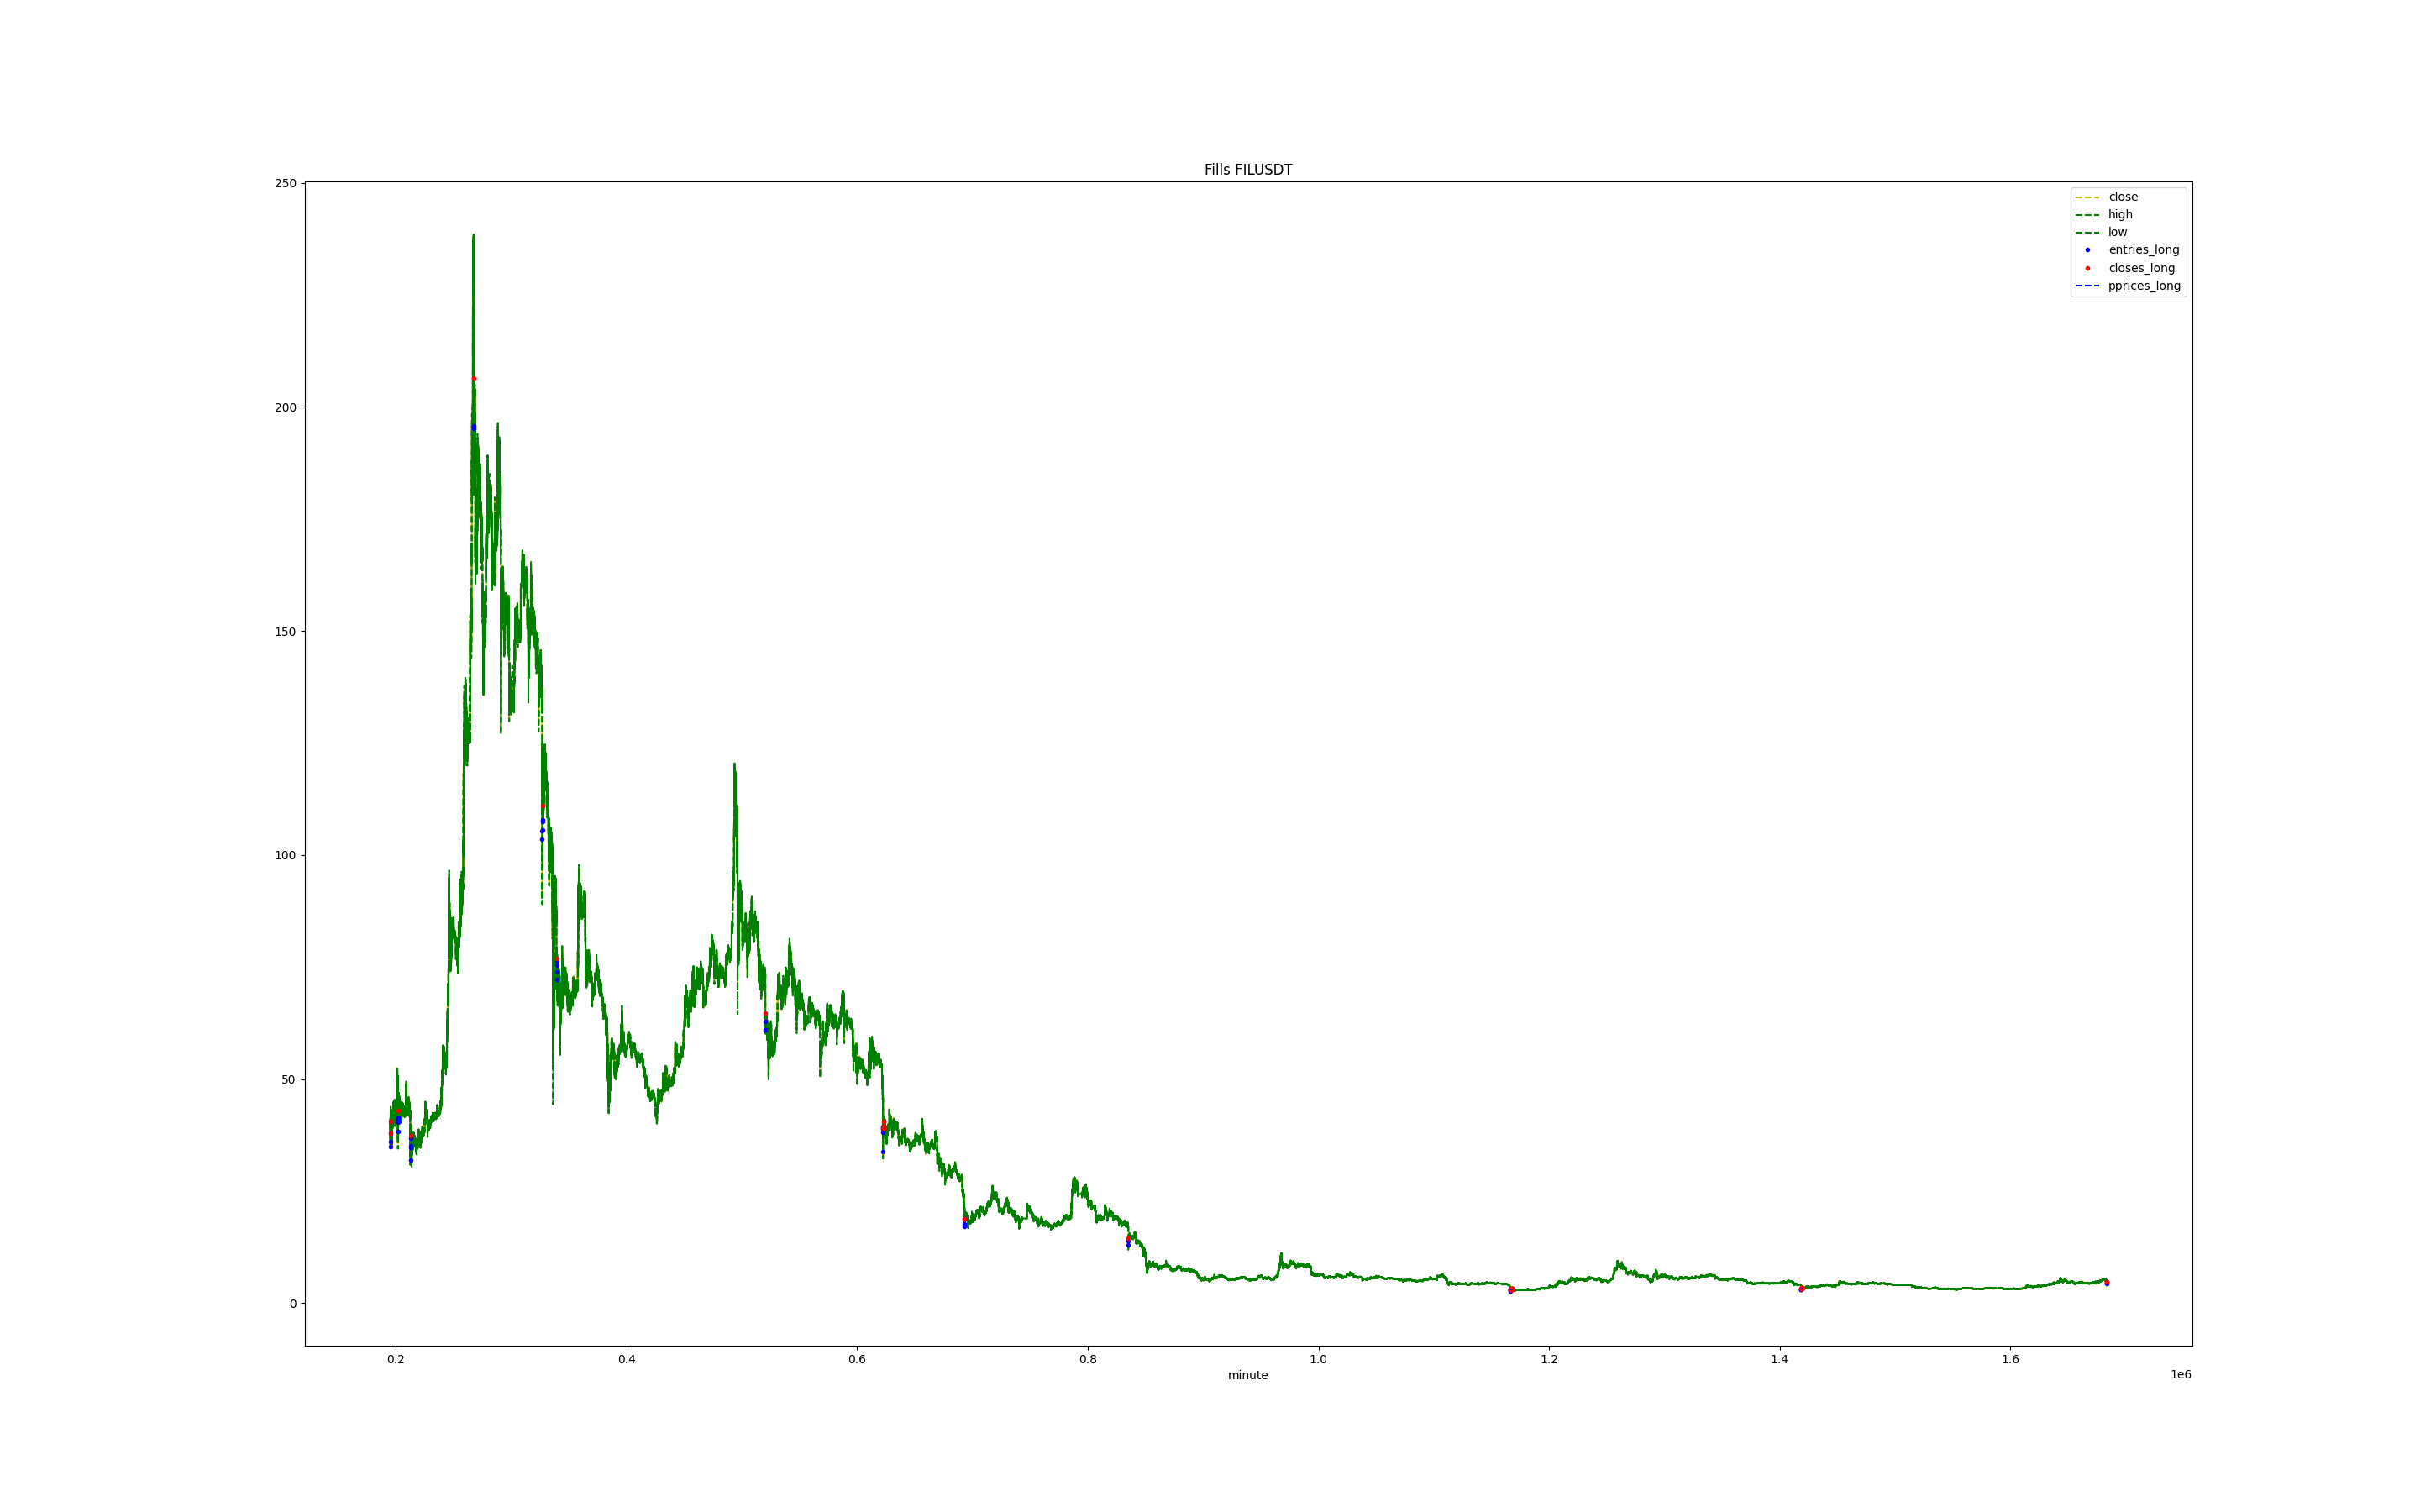 Fills FILUSDT
250
200
150
100
50
0
close
high
low
entries_long
closes_long
pprices_long
0.2 0.4 0.6 0.8 1.0 1.2 1.4 1.6
minute
1e6